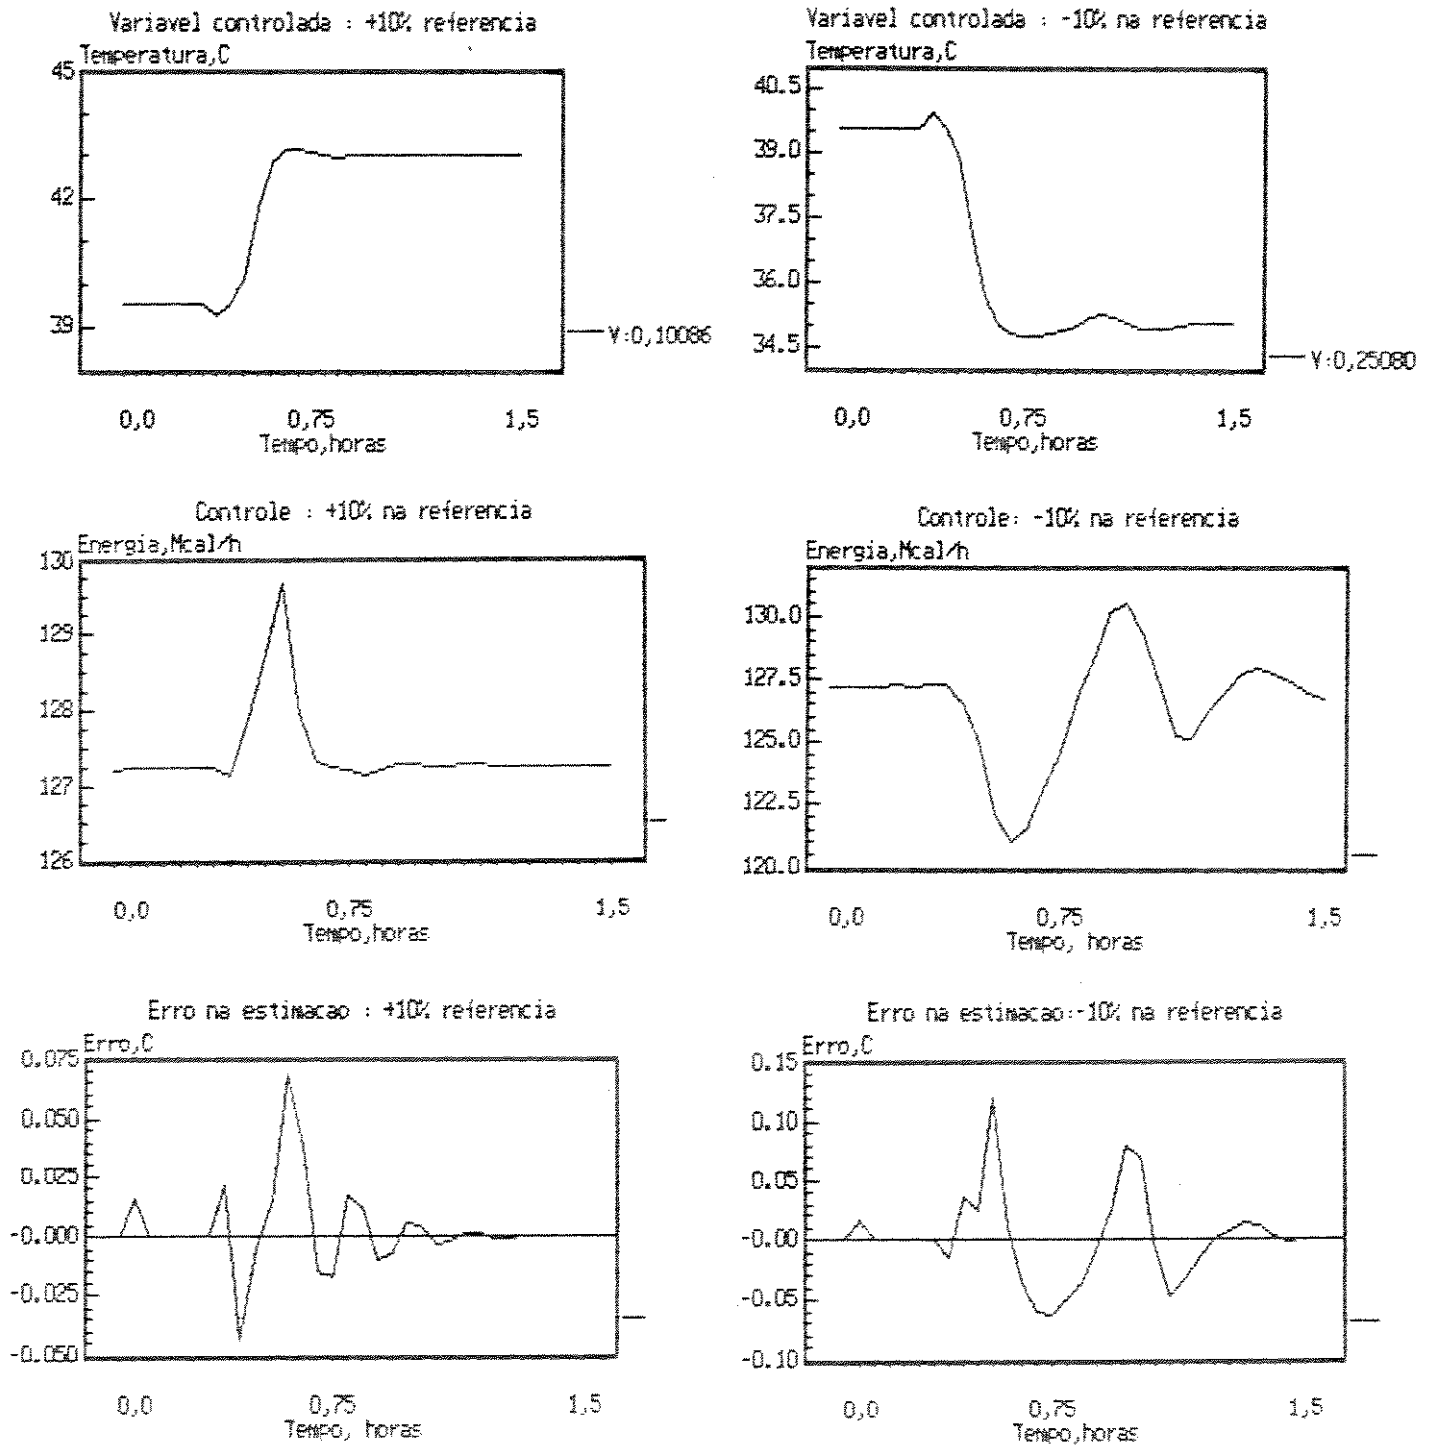 Variavel controlada : +10% referencia
Temperatura,C
45
42
39
V:0,10086
0,0 0,75 1,5
Tempo,horas
Variavel controlada : -10% na referencia
Temperatura,C
40.5
39.0
37.5
36.0
34.5
V:0,25080
0,0 0,75 1,5
Tempo,horas
Controle : +10% na referencia
Energia,Mcal/h
130
129
128
127
126
0,0 0,75 1,5
Tempo,horas
Controle: -10% na referencia
Energia,Mcal/h
130.0
127.5
125.0
122.5
120.0
0,0 0,75 1,5
Tempo, horas
Erro na estimacao : +10% referencia
Erro,C
0.075
0.050
0.025
-0.000
-0.025
-0.050
0,0 0,75 1,5
Tempo, horas
Erro na estimacao:-10% na referencia
Erro,C
0.15
0.10
0.05
-0.00
-0.05
-0.10
0,0 0,75 1,5
Tempo,horas